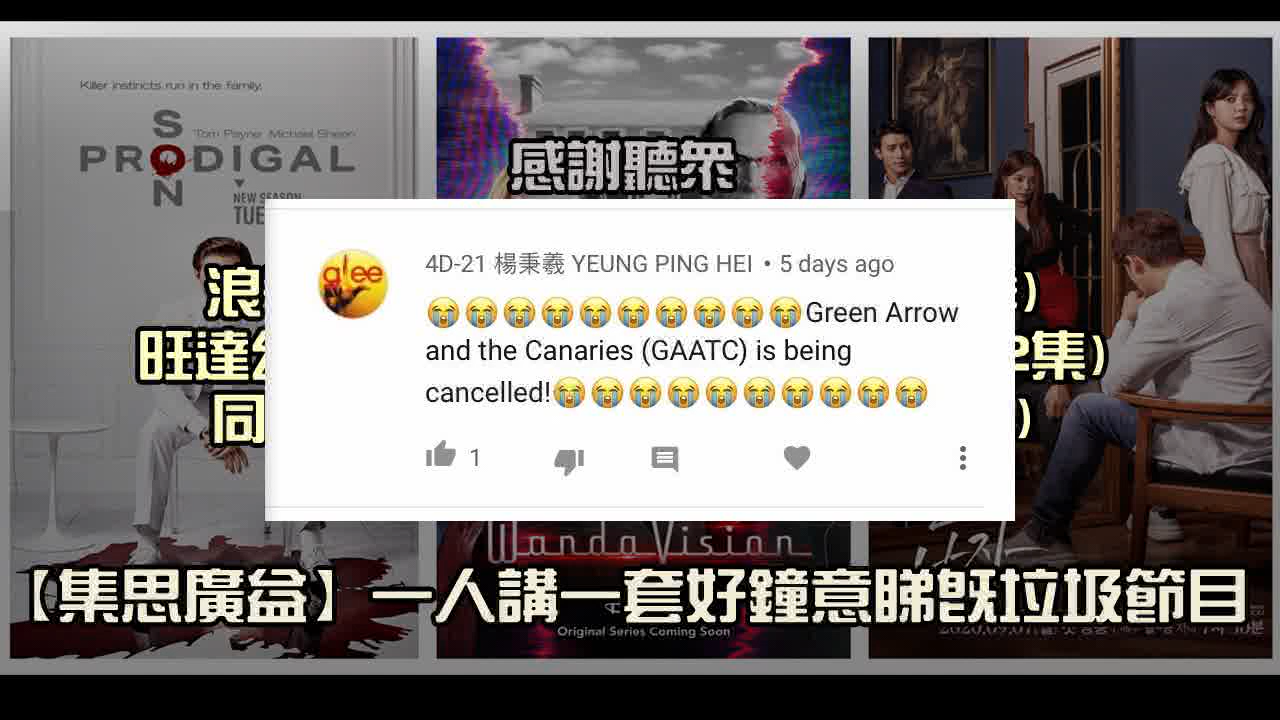 Killer instincts run in the family.
Tom Payne Michael Sheen
PRODIGAL
SON
NEW SEASON
TUE
感謝聽眾
glee
4D-21 楊秉羲 YEUNG PING HEI • 5 days ago
😭😭😭😭😭😭😭😭😭😭Green Arrow
and the Canaries (GAATC) is being
cancelled!😭😭😭😭😭😭😭😭😭😭
1
浪
旺達
同
集)
WandaVision
Original Series Coming Soon
【集思廣益】一人講一套好鐘意睇既垃圾節目